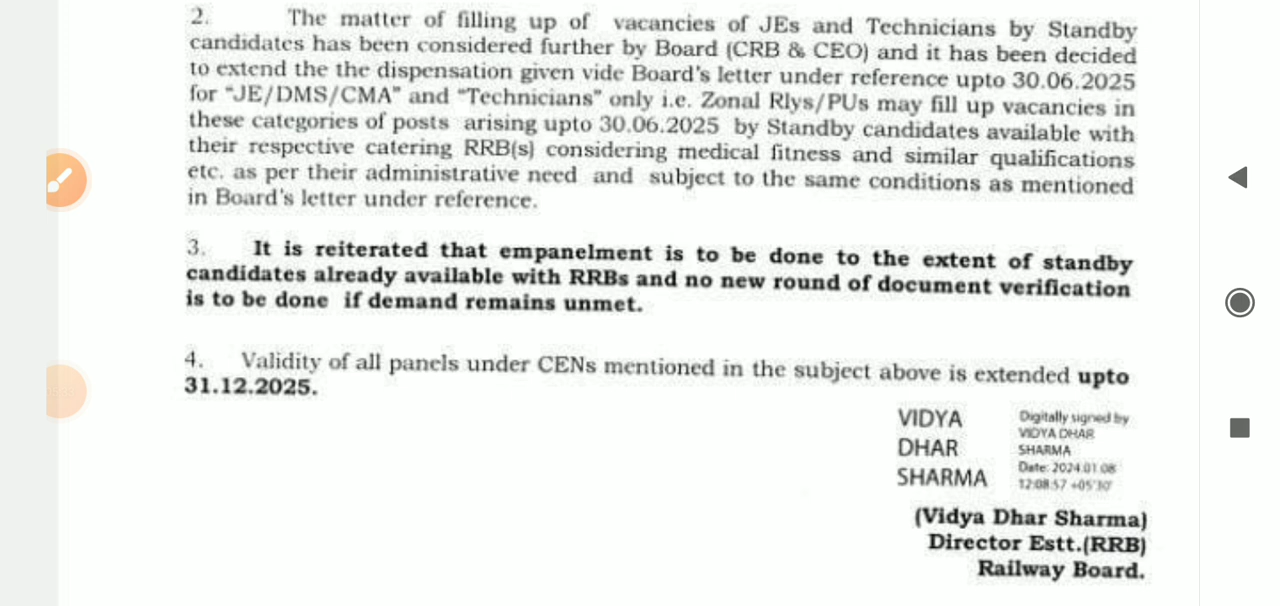 2. The matter of filling up of vacancies of JEs and Technicians by Standby
candidates has been considered further by Board (CRB & CEO) and it has been decided
to extend the the dispensation given vide Board's letter under reference upto 30.06.2025
for "JE/DMS/CMA" and "Technicians" only i.e. Zonal Rlys/PUs may fill up vacancies in
these categories of posts arising upto 30.06.2025 by Standby candidates available with
their respective catering RRB(s) considering medical fitness and similar qualifications
etc. as per their administrative need and subject to the same conditions as mentioned
in Board's letter under reference.
3. It is reiterated that empanelment is to be done to the extent of standby
candidates already available with RRBs and no new round of document verification
is to be done if demand remains unmet.
4. Validity of all panels under CENs mentioned in the subject above is extended upto
31.12.2025.
VIDYA
DHAR
SHARMA
Digitally signed by
VIDYA DHAR
SHARMA
Date: 2024.01.08
12:08:57 +05'30'
(Vidya Dhar Sharma)
Director Estt.(RRB)
Railway Board.